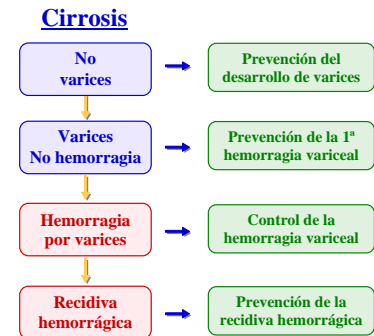 Cirrosis
No
varices
Prevención del
desarrollo de varices
Varices
No hemorragia
Prevención de la 1ª
hemorragia variceal
Hemorragia
por varices
Control de la
hemorragia variceal
Recidiva
hemorrágica
Prevención de la
recidiva hemorrágica